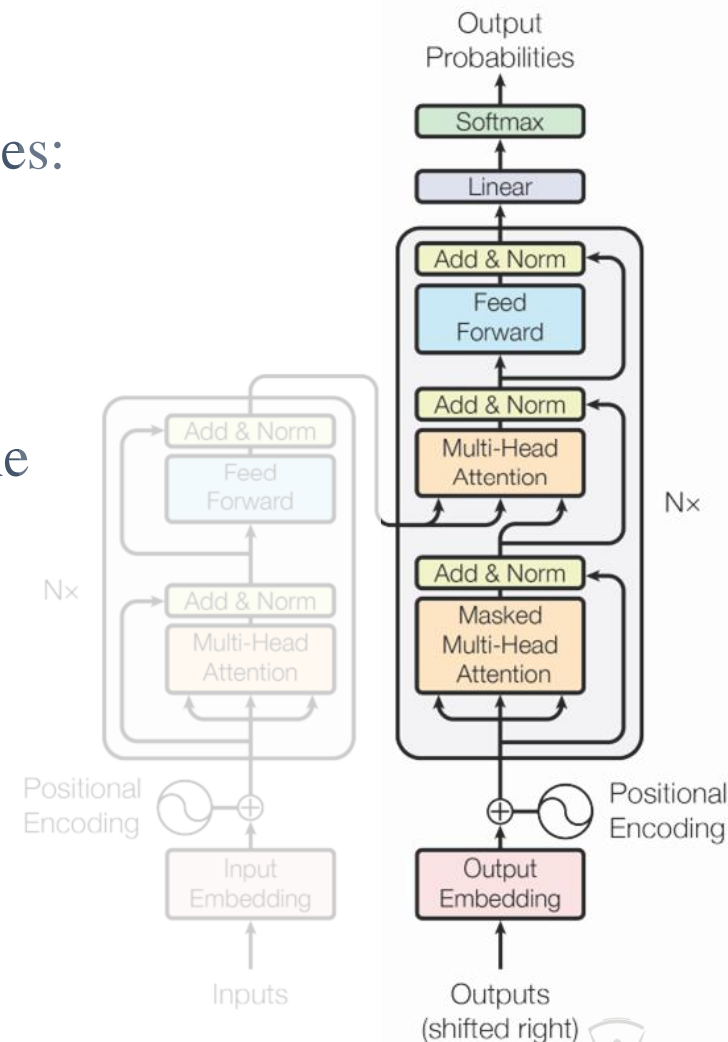 es:
e
Output
Probabilities
Softmax
Linear
Add & Norm
Feed
Forward
Add & Norm
Multi-Head
Attention
Nx
Add & Norm
Masked
Multi-Head
Attention
Positional
Encoding
Output
Embedding
Outputs
(shifted right)
Add & Norm
Feed
Forward
Nx
Add & Norm
Multi-Head
Attention
Positional
Encoding
Input
Embedding
Inputs